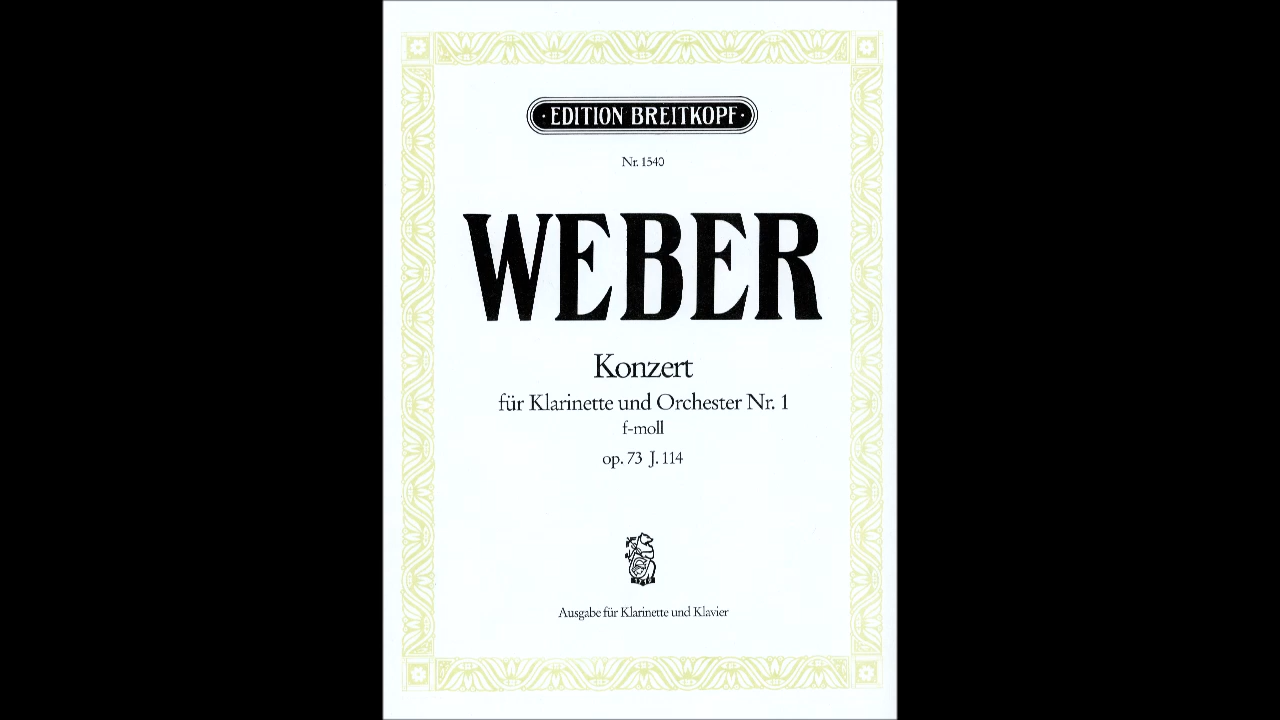 · EDITION BREITKOPF ·
Nr. 1540
WEBER
Konzert
für Klarinette und Orchester Nr. 1
f-moll
op. 73 J. 114
1719
Ausgabe für Klarinette und Klavier